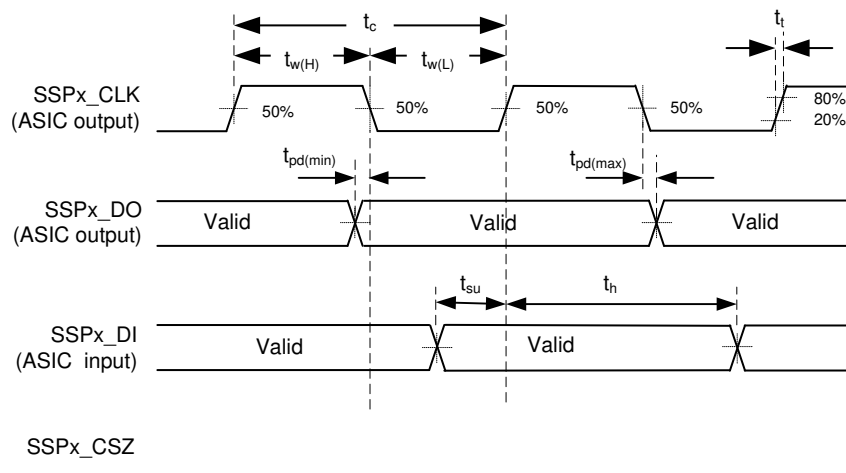 tc
tt
tw(H)
tw(L)
SSPx_CLK
(ASIC output)
50%
50%
50%
50%
80%
20%
tpd(min)
tpd(max)
SSPx_DO
(ASIC output)
Valid
Valid
Valid
tsu
th
SSPx_DI
(ASIC input)
Valid
Valid
SSPx_CSZ